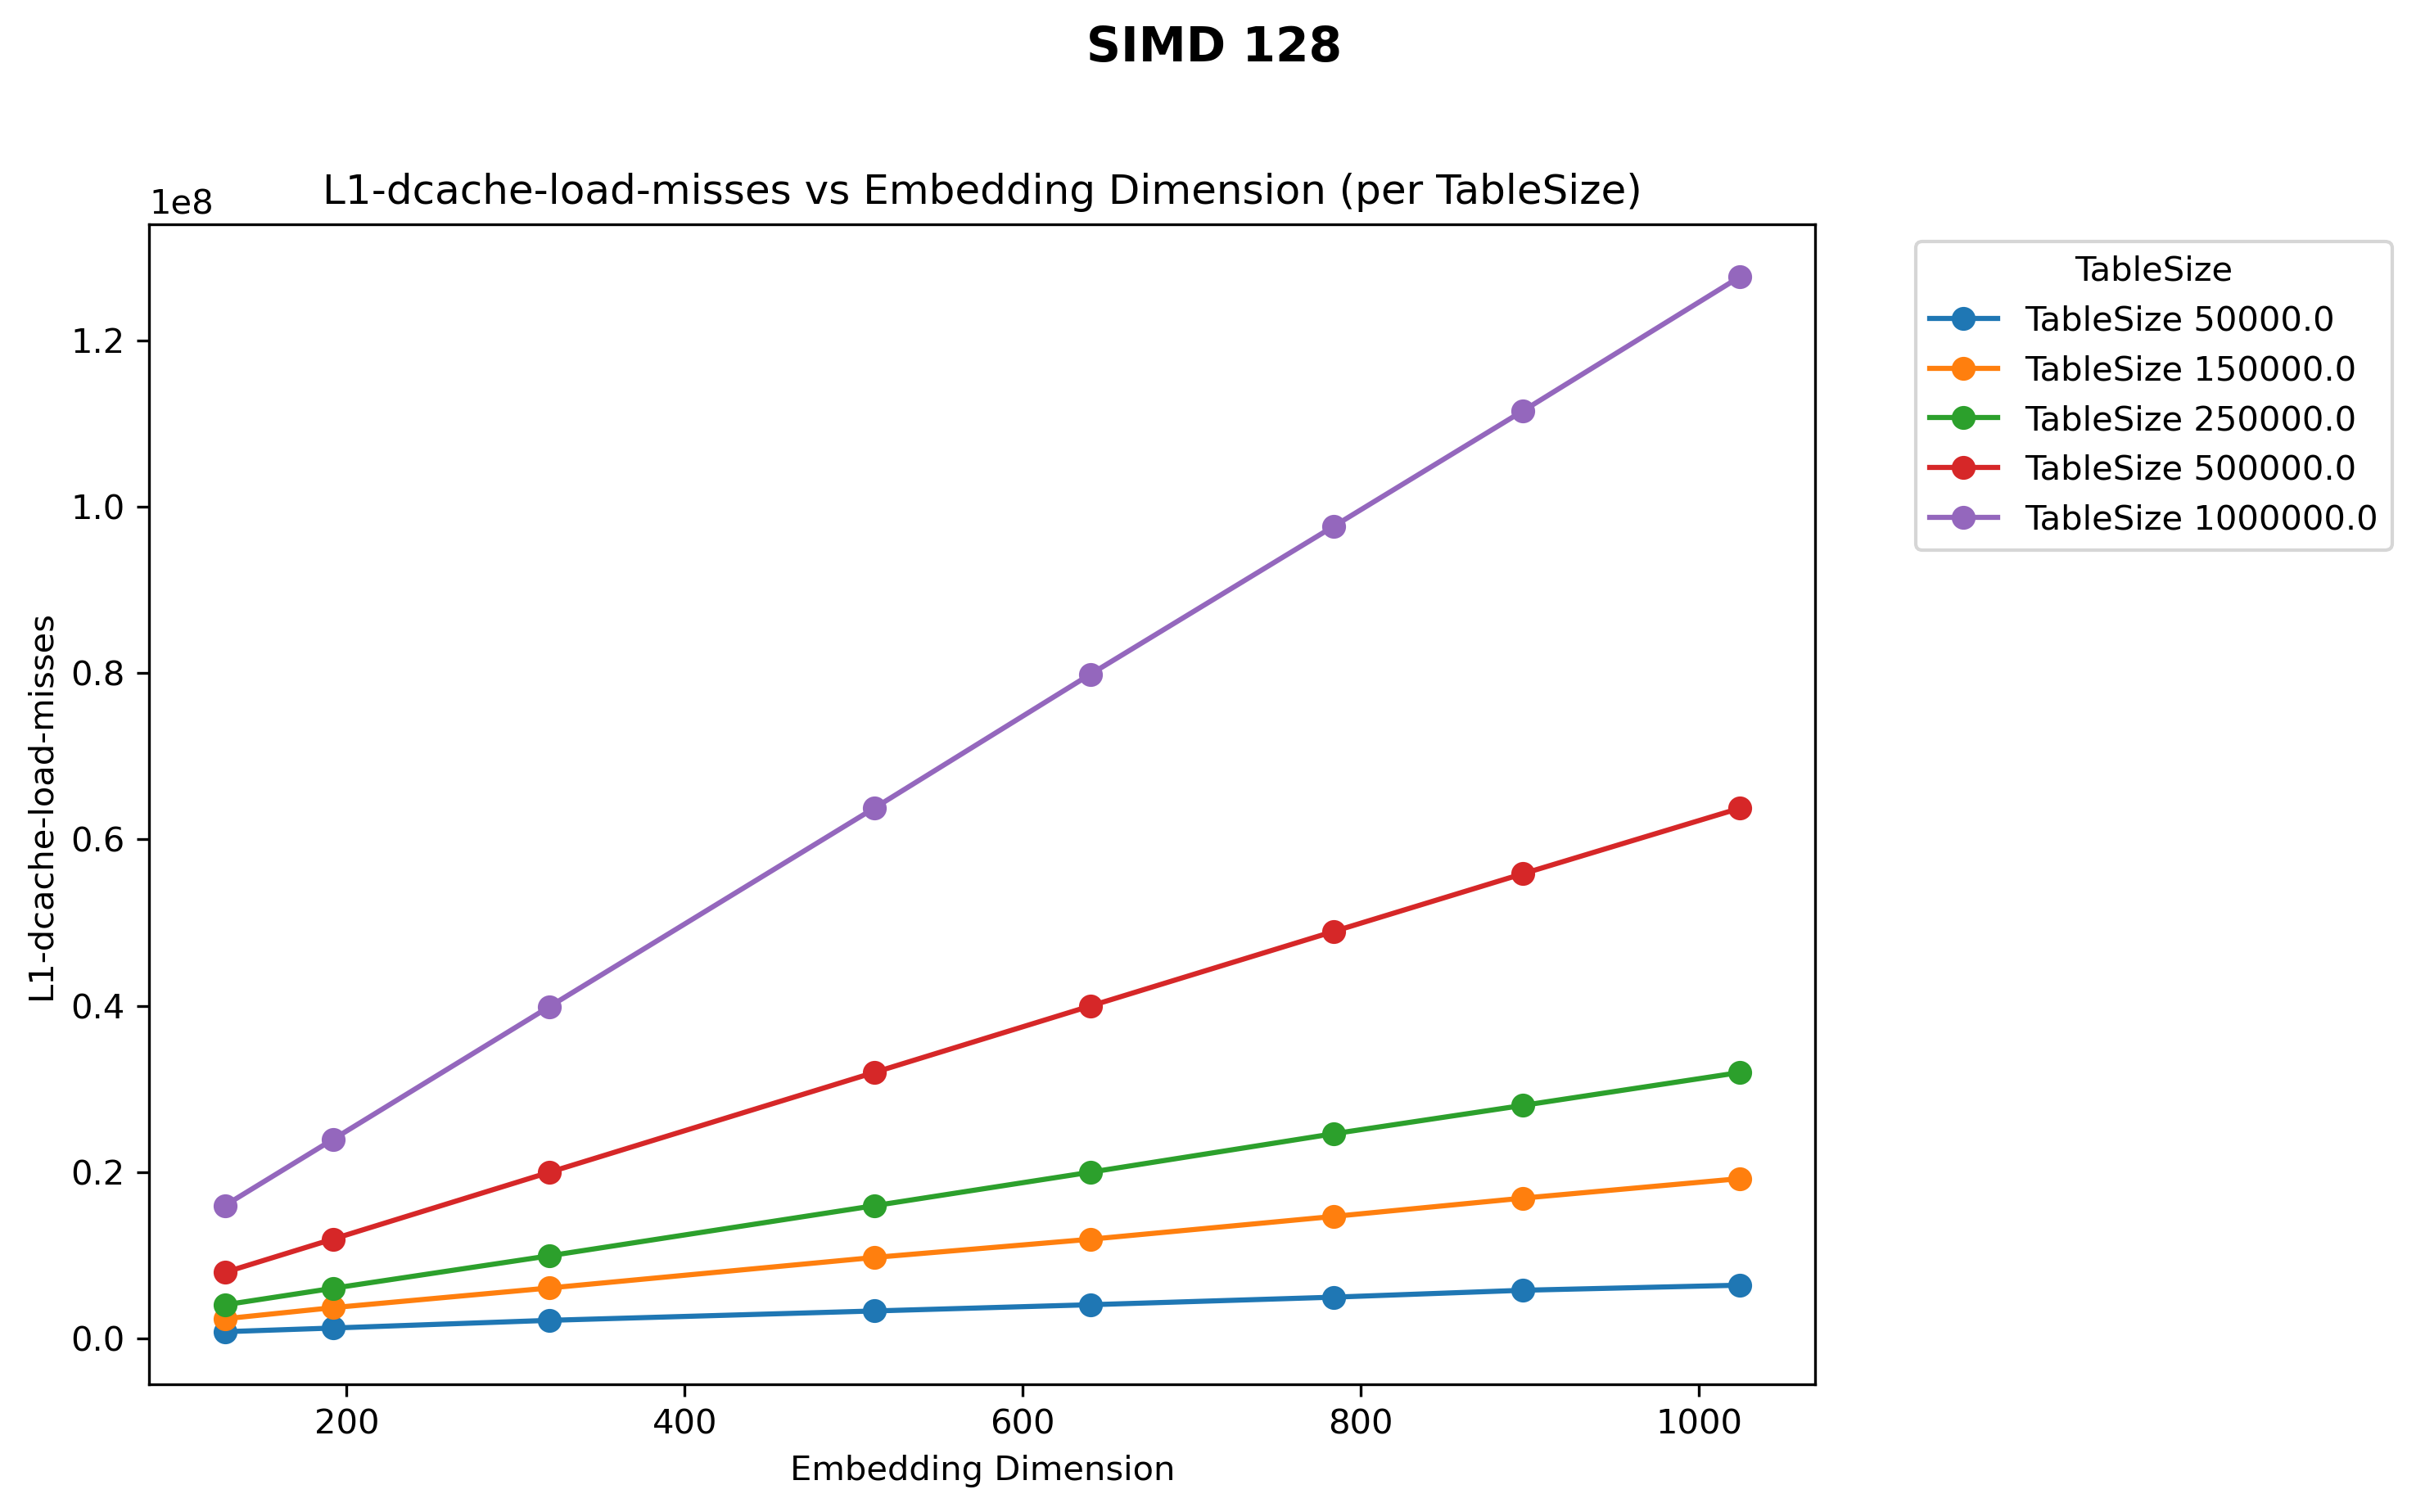 SIMD 128
L1-dcache-load-misses vs Embedding Dimension (per TableSize)
1e8
1.2
1.0
0.8
0.6
0.4
0.2
0.0
L1-dcache-load-misses
200 400 600 800 1000
Embedding Dimension
TableSize
TableSize 50000.0
TableSize 150000.0
TableSize 250000.0
TableSize 500000.0
TableSize 1000000.0